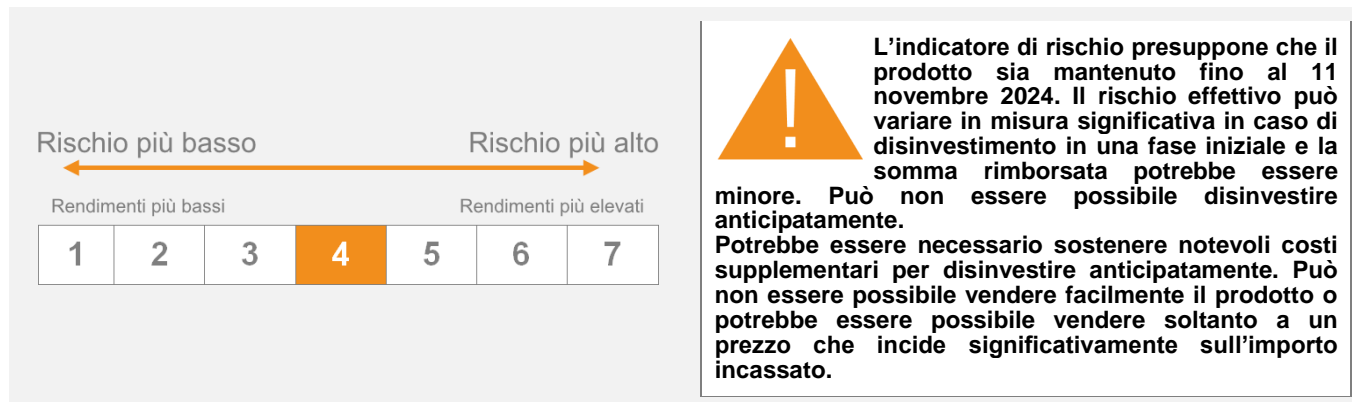 Rischio più basso
Rischio più alto
Rendimenti più bassi
Rendimenti più elevati
1 2 3 4 5 6 7
!
L’indicatore di rischio presuppone che il
prodotto sia mantenuto fino al 11
novembre 2024. Il rischio effettivo può
variare in misura significativa in caso di
disinvestimento in una fase iniziale e la
somma rimborsata potrebbe essere
minore. Può non essere possibile disinvestire
anticipatamente.
Potrebbe essere necessario sostenere notevoli costi
supplementari per disinvestire anticipatamente. Può
non essere possibile vendere facilmente il prodotto o
potrebbe essere possibile vendere soltanto a un
prezzo che incide significativamente sull’importo
incassato.